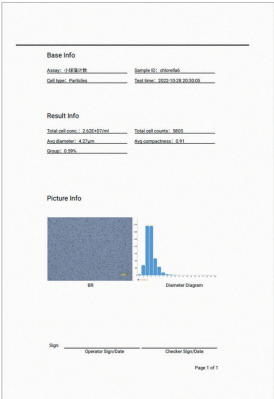 Base Info
Assay: 小球藻计数
Sample ID: chlorella6
Cell type: Particles
Test time: 2022-10-28 20:30:05
Result Info
Total cell conc.: 2.62E+07/ml
Total cell counts: 5805
Avg diameter: 4.27μm
Avg compactness: 0.91
Group: 0.59%
Picture Info
BR
Diameter Diagram
Sign:
Operator Sign/Date
Checker Sign/Date
Page 1 of 1